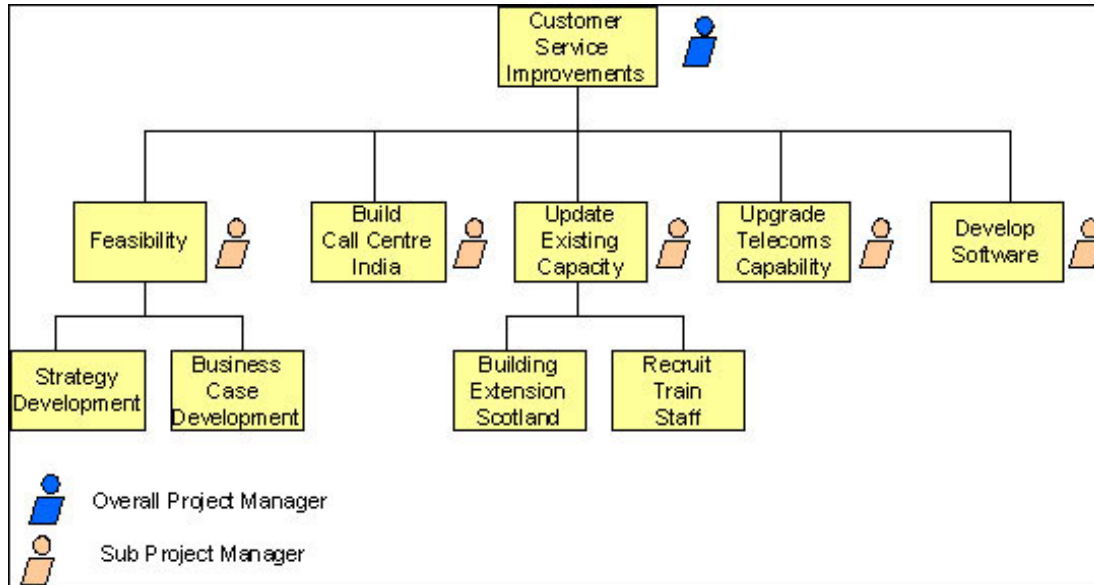 Customer
Service
Improvements
Feasibility
Build
Call Centre
India
Update
Existing
Capacity
Upgrade
Telecoms
Capability
Develop
Software
Strategy
Development
Business
Case
Development
Building
Extension
Scotland
Recruit
Train
Staff
Overall Project Manager
Sub Project Manager